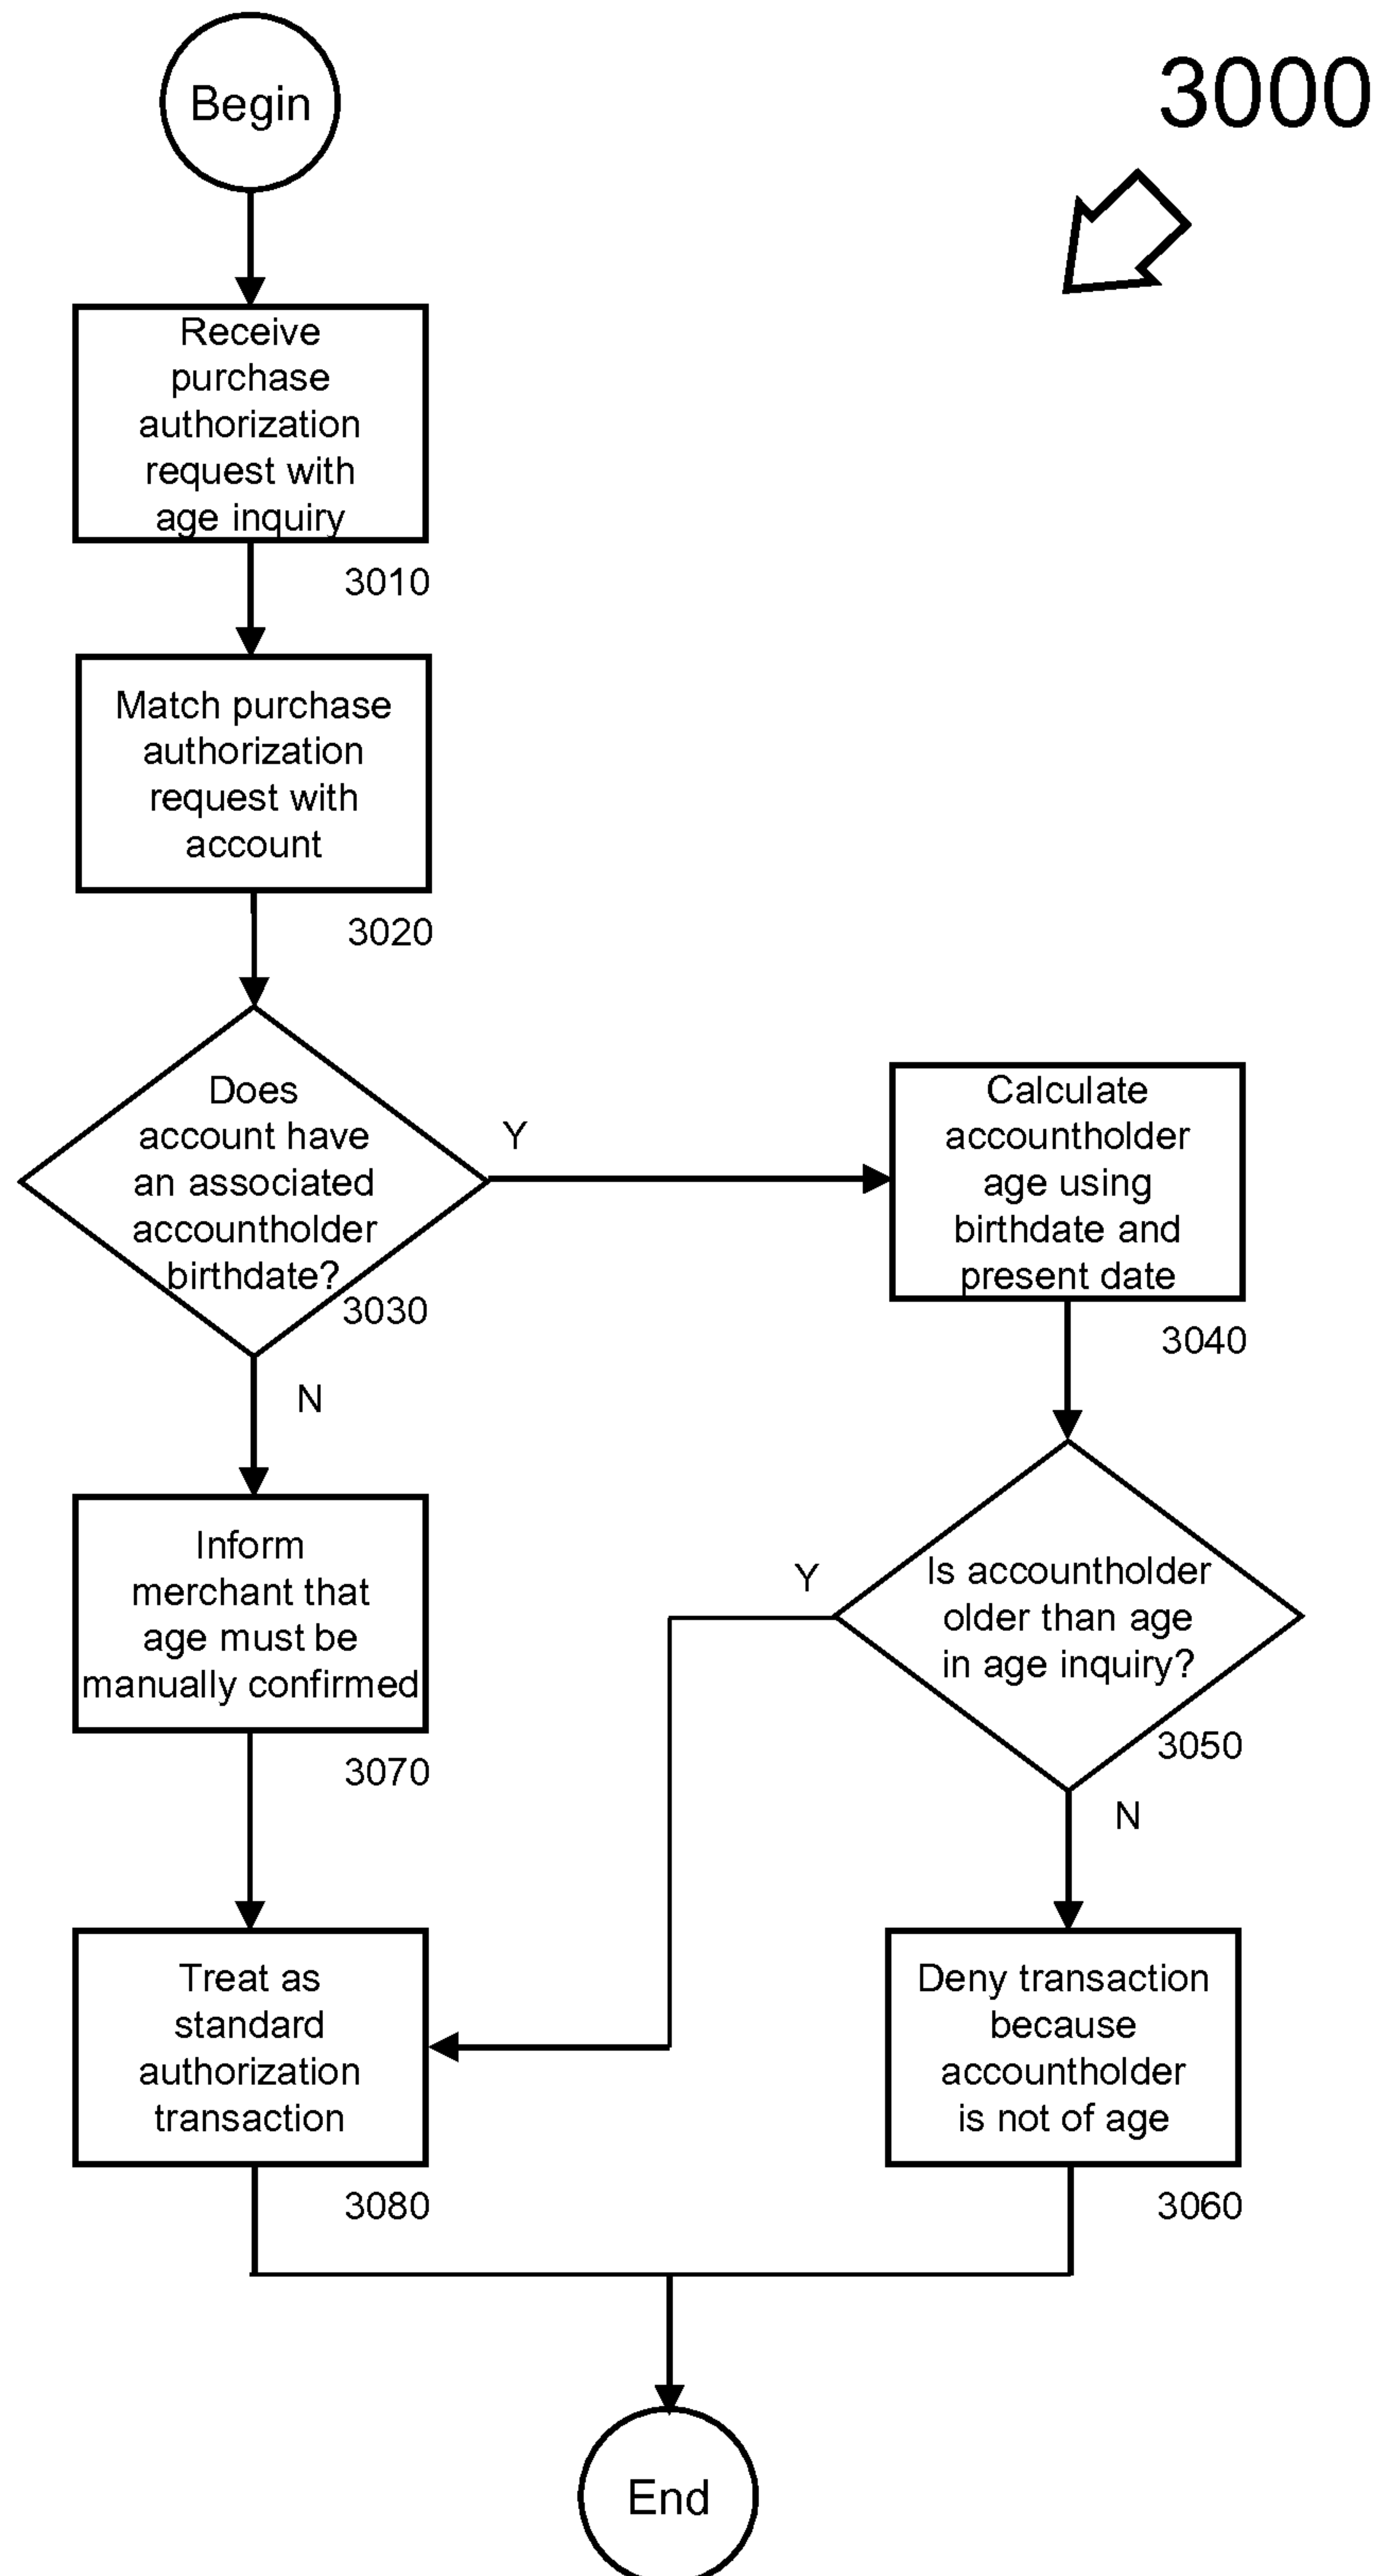 Begin
3000
Receive
purchase
authorization
request with
age inquiry
3010
Match purchase
authorization
request with
account
3020
Does
account have
an associated
accountholder
birthdate?
3030
Y
Calculate
accountholder
age using
birthdate and
present date
3040
N
Inform
merchant that
age must be
manually confirmed
3070
Y
Is accountholder
older than age
in age inquiry?
3050
N
Treat as
standard
authorization
transaction
3080
Deny transaction
because
accountholder
is not of age
3060
End